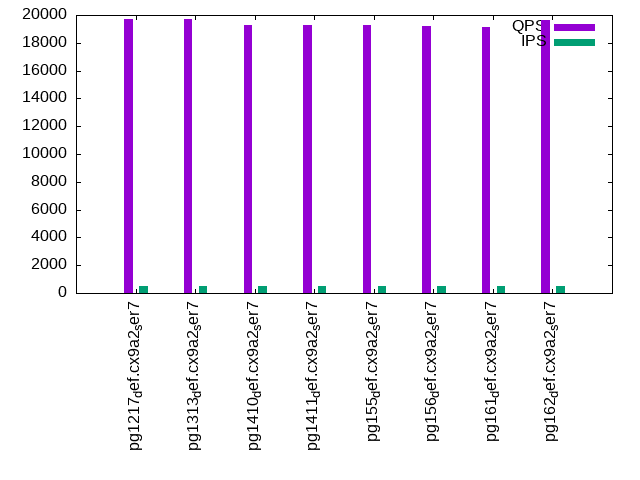 20000
18000
16000
14000
12000
10000
8000
6000
4000
2000
0
QPS
IPS
pg1217def.cx9a2ser7
pg1313def.cx9a2ser7
pg1410def.cx9a2ser7
pg1411def.cx9a2ser7
pg155def.cx9a2ser7
pg156def.cx9a2ser7
pg161def.cx9a2ser7
pg162def.cx9a2ser7